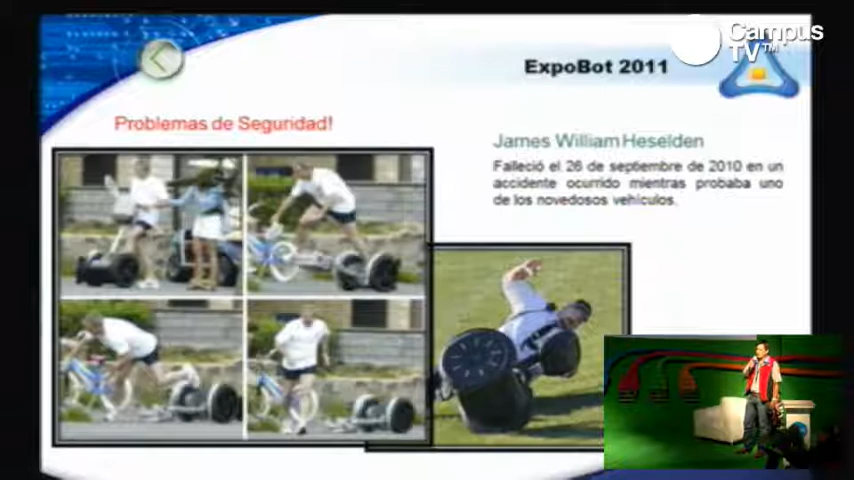 Campus
TV™
ExpoBot 2011
Problemas de Seguridad!
James William Heselden
Falleció el 26 de septiembre de 2010 en un
accidente ocurrido mientras probaba uno
de los novedosos vehículos.